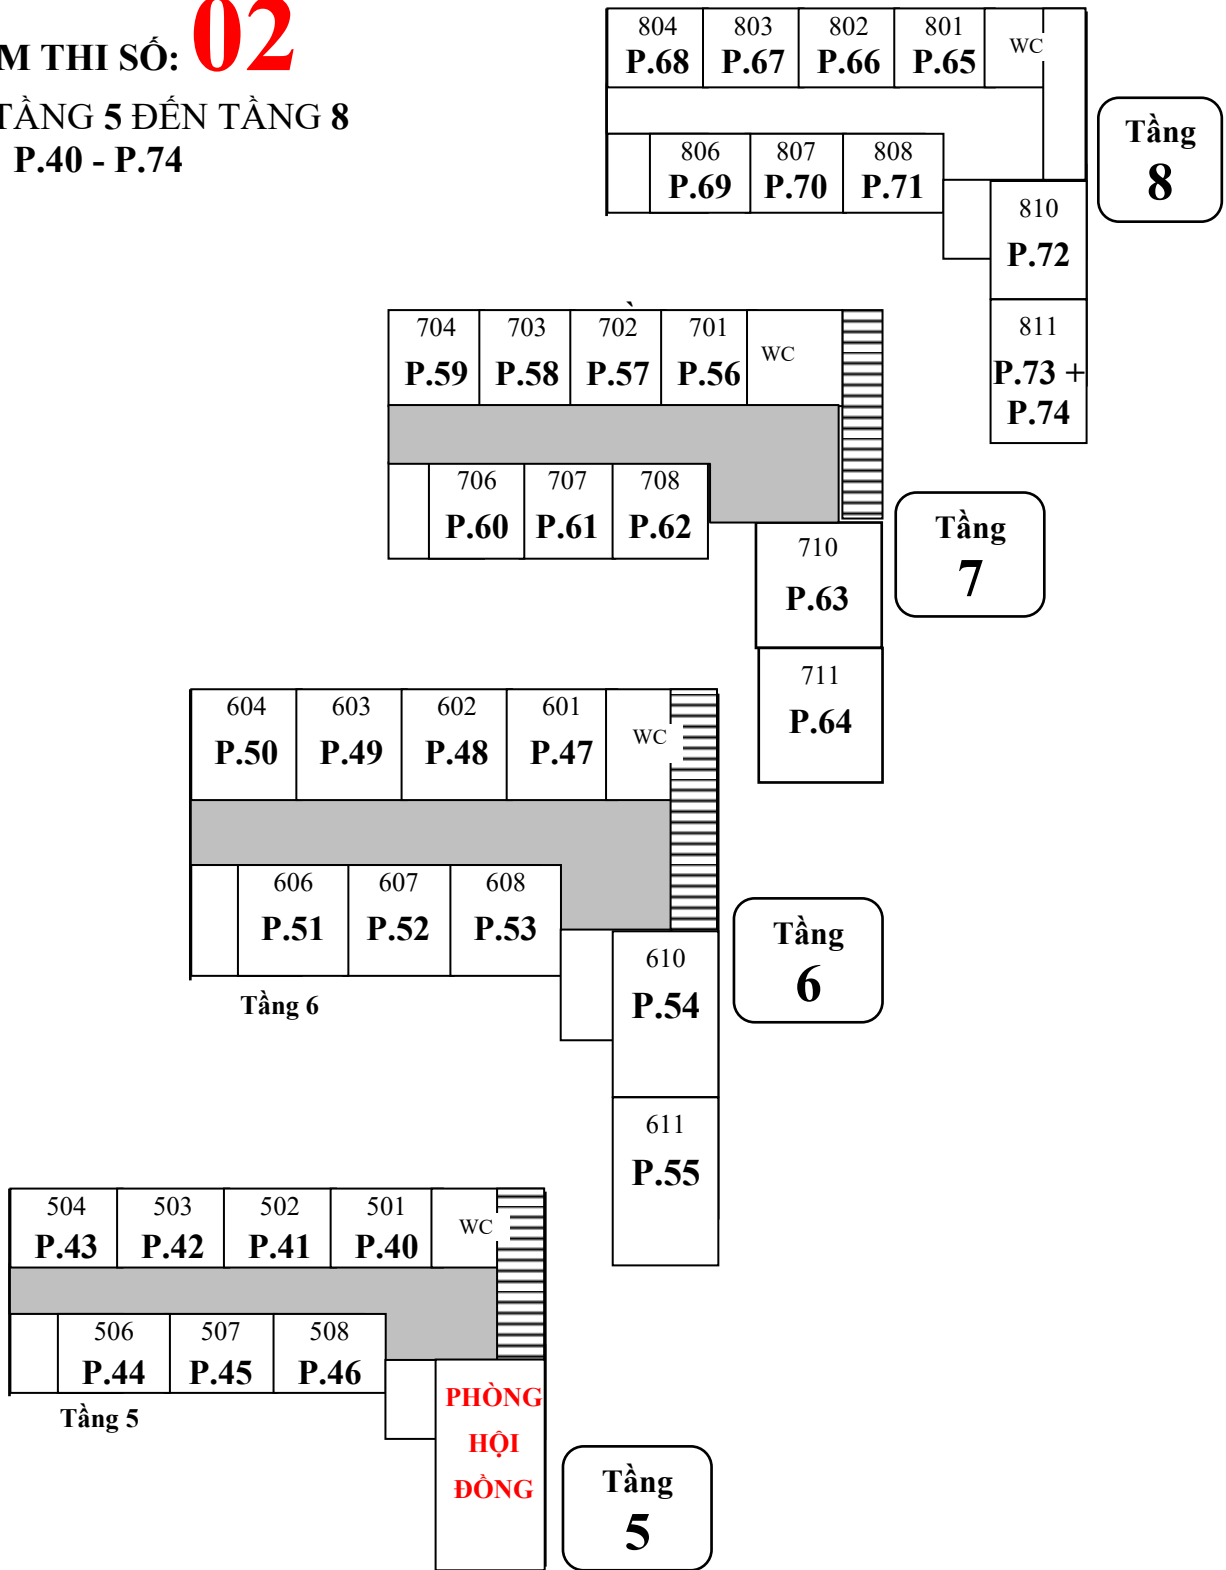 M THI SỐ: 02
TẦNG 5 ĐẾN TẦNG 8
P.40 - P.74
804 803 802 801 WC
P.68 P.67 P.66 P.65
806 807 808
P.69 P.70 P.71
Tầng
8
810
P.72
811
P.73 +
P.74
704 703 702 701 WC
P.59 P.58 P.57 P.56
706 707 708
P.60 P.61 P.62
Tầng
7
710
P.63
711
P.64
604 603 602 601 WC
P.50 P.49 P.48 P.47
606 607 608
P.51 P.52 P.53
Tầng 6
Tầng
6
610
P.54
611
P.55
504 503 502 501 WC
P.43 P.42 P.41 P.40
506 507 508
P.44 P.45 P.46
Tầng 5
PHÒNG
HỘI
ĐỒNG
Tầng
5